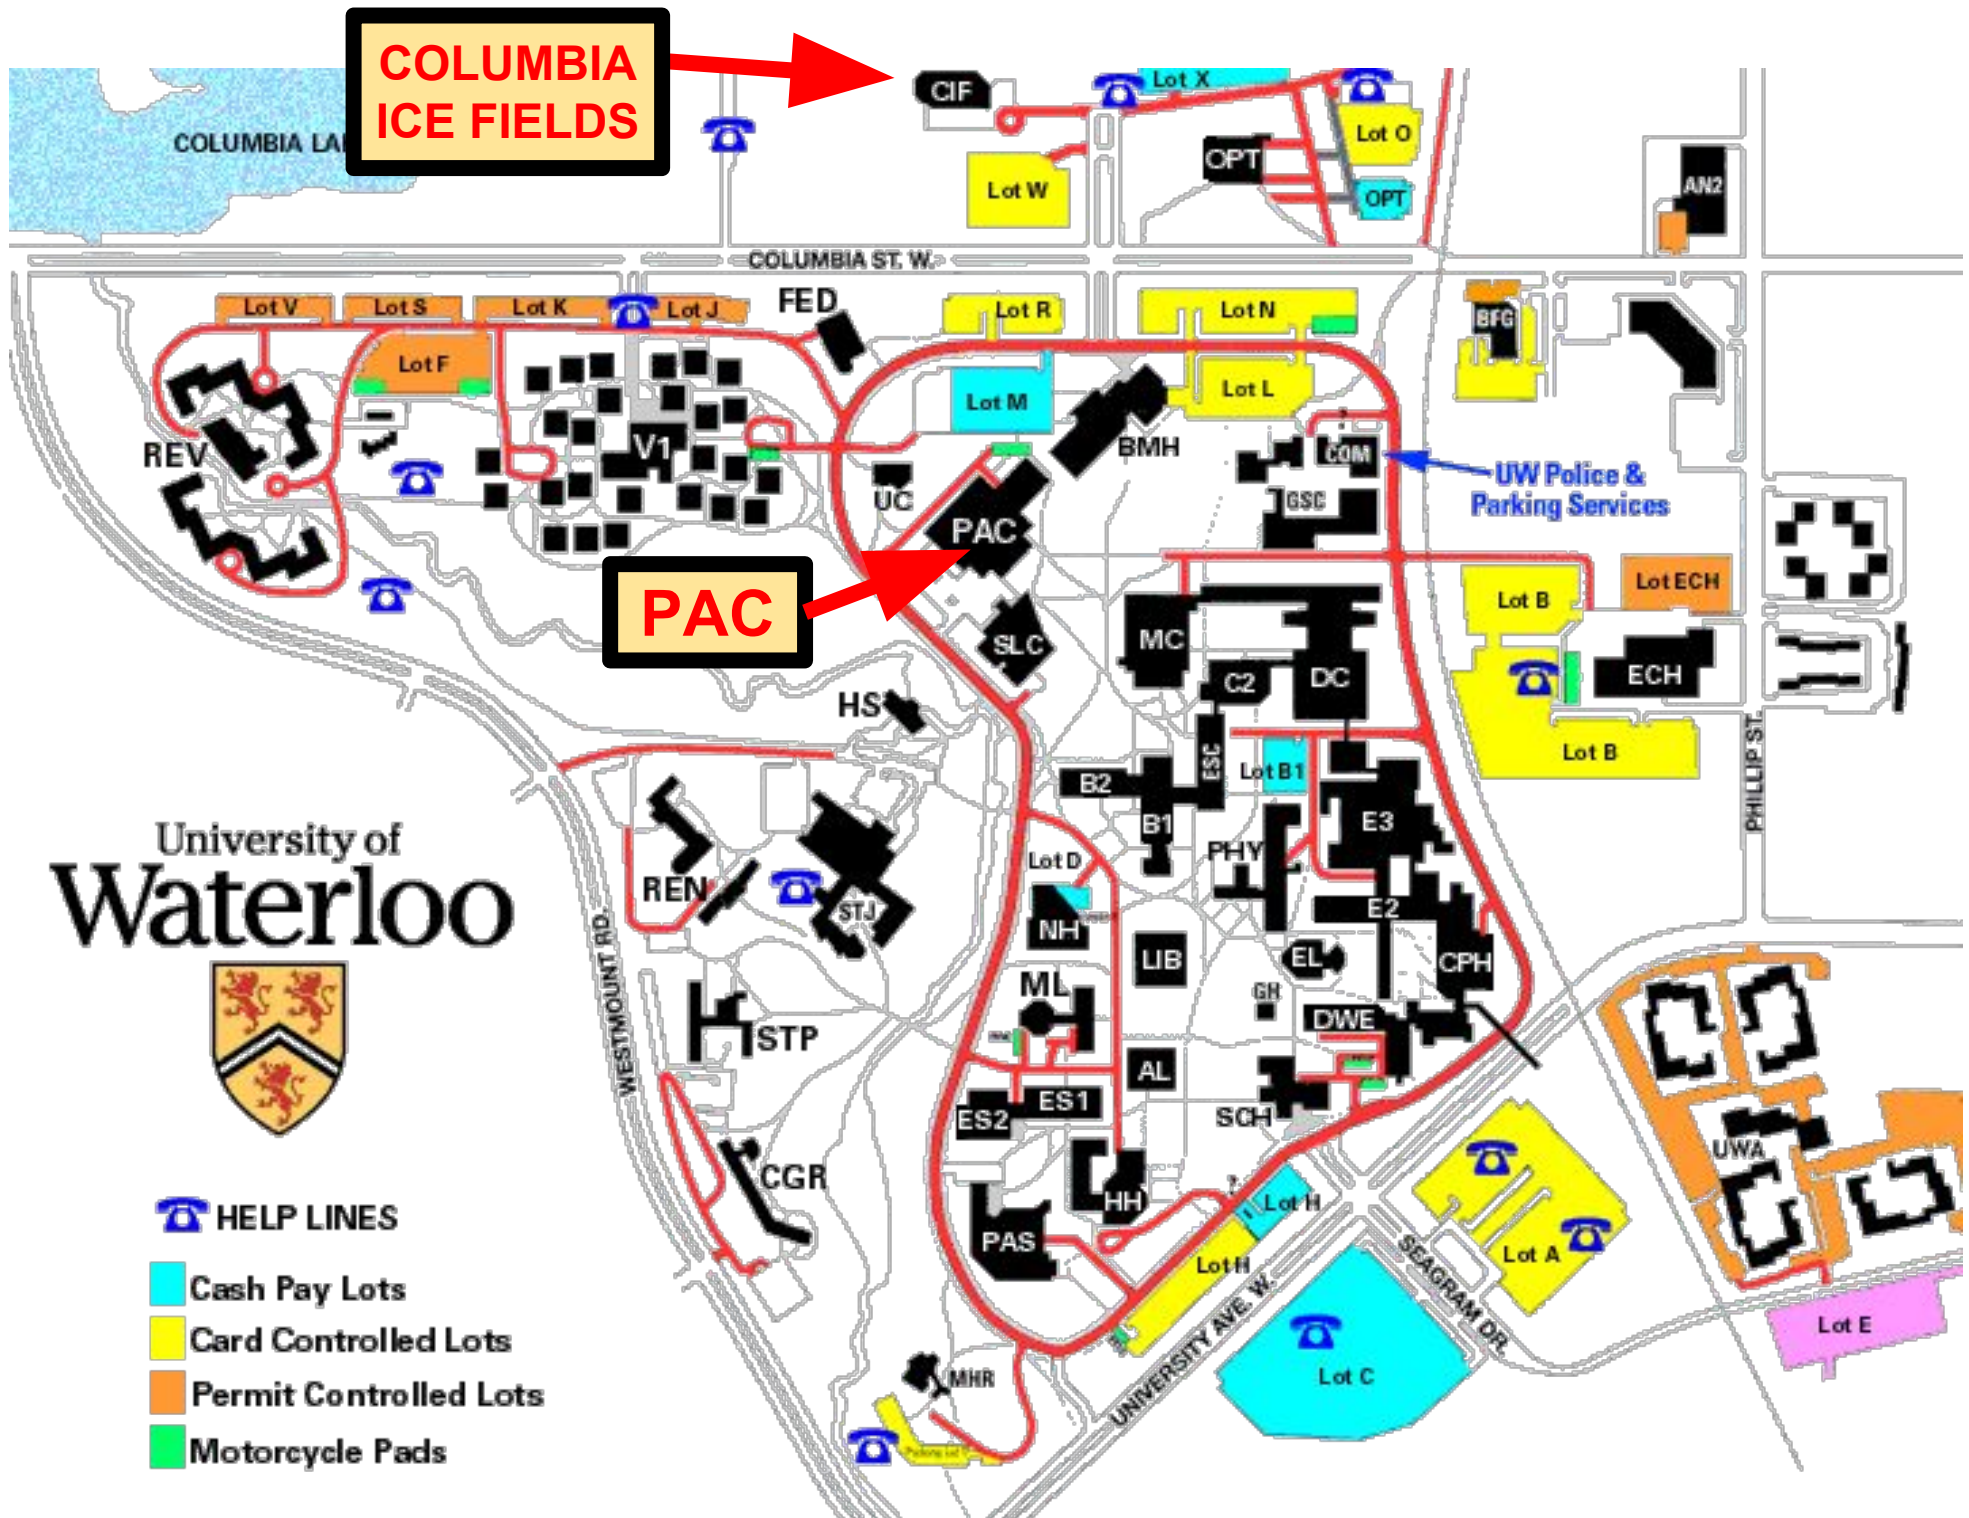 COLUMBIA
ICE FIELDS
CIF
Lot X
COLUMBIA LA
Lot W
OPT
Lot O
OPT
AN2
COLUMBIA ST. W.
Lot V
Lot S
Lot K
Lot J
FED
Lot R
Lot N
BFG
Lot F
Lot M
Lot L
REV
V1
BMH
COM
UW Police &
Parking Services
UC
GSC
PAC
PAC
Lot B
Lot ECH
SLC
MC
C2
DC
ECH
HS
ESC
Lot B1
Lot B
PHILLIP ST.
B2
B1
E3
University of
Waterloo
REN
STJ
Lot D
PHY
NH
E2
LIB
EL
CPH
WESTMOUNT RD.
ML
GH
DWE
STP
AL
ES2
ES1
SCH
UWA
CGR
HH
Lot H
PAS
Lot H
Lot A
SEAGRAM DR.
UNIVERSITY AVE. W.
Lot E
Lot C
MHR
HELP LINES
Cash Pay Lots
Card Controlled Lots
Permit Controlled Lots
Motorcycle Pads